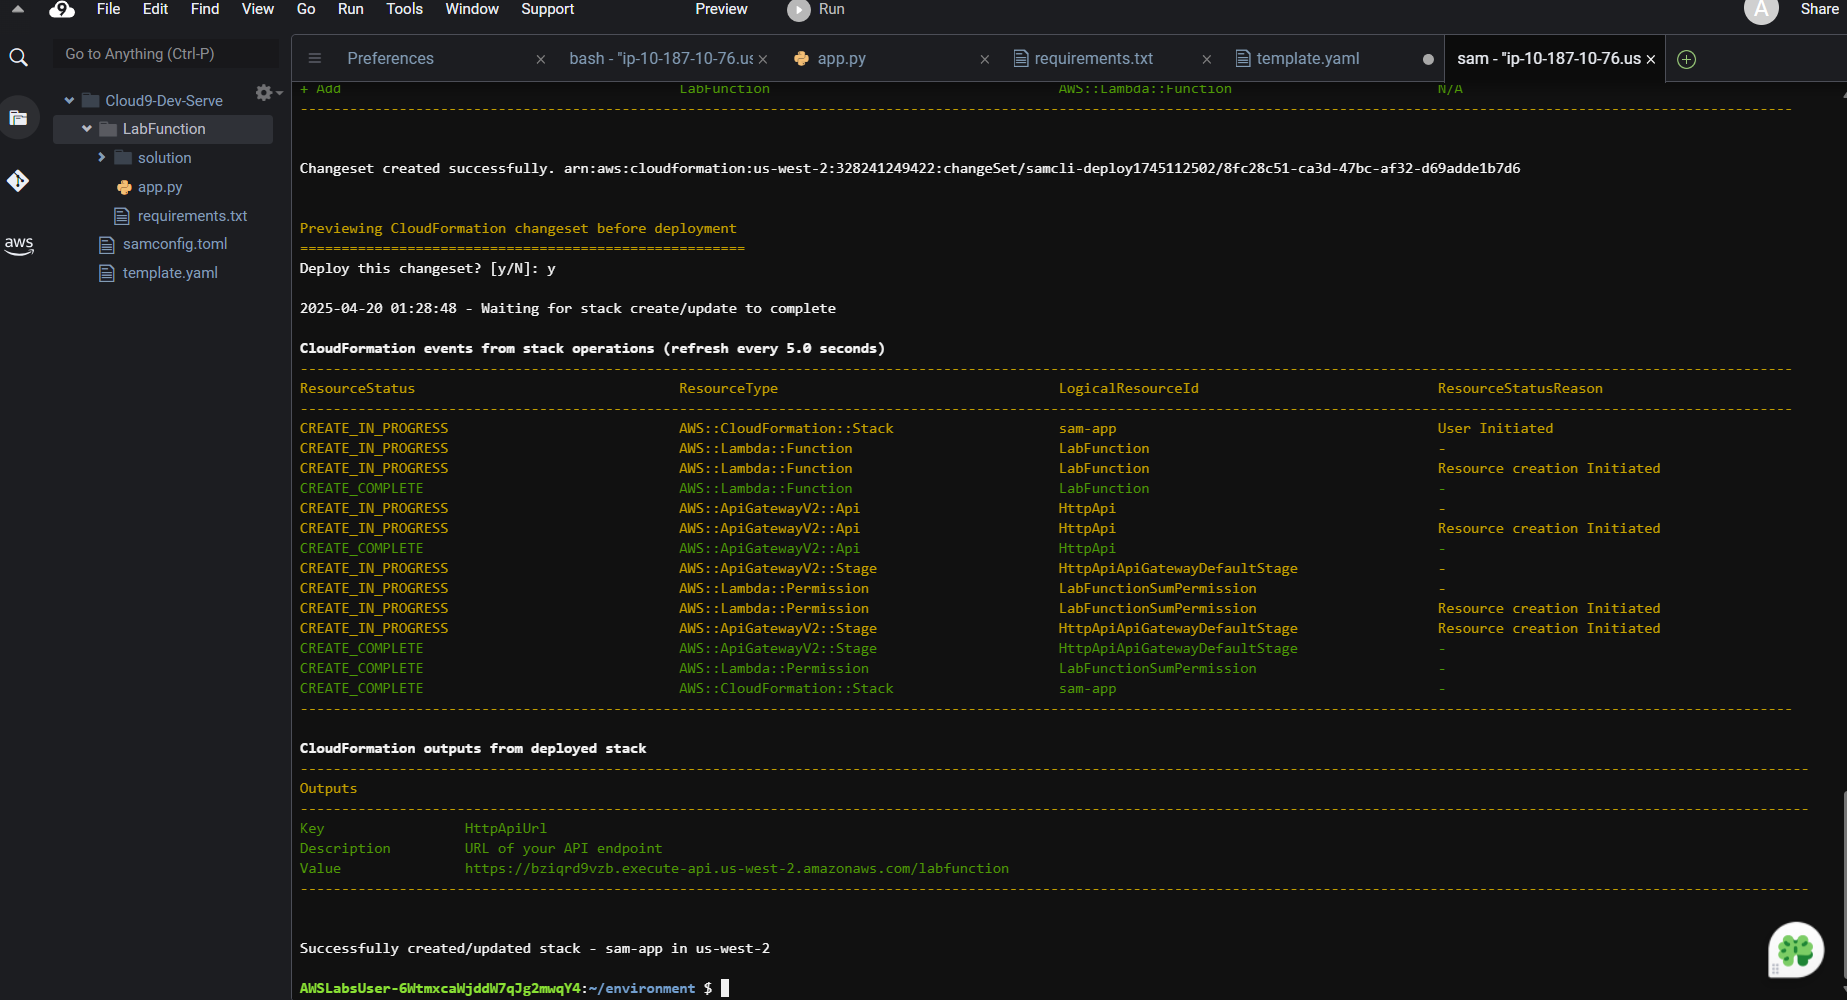 File Edit Find View Go Run Tools Window Support Preview Run A Share
Go to Anything (Ctrl-P)
Preferences
bash - "ip-10-187-10-76.us
app.py
requirements.txt
template.yaml
sam - "ip-10-187-10-76.us
Cloud9-Dev-Serve
LabFunction
solution
app.py
requirements.txt
samconfig.toml
template.yaml
aws
+ Add LabFunction AWS::Lambda::Function N/A
Changeset created successfully. arn:aws:cloudformation:us-west-2:328241249422:changeSet/samcli-deploy1745112502/8fc28c51-ca3d-47bc-af32-d69adde1b7d6
Previewing CloudFormation changeset before deployment
======================================================
Deploy this changeset? [y/N]: y
2025-04-20 01:28:48 - Waiting for stack create/update to complete
CloudFormation events from stack operations (refresh every 5.0 seconds)
ResourceStatus ResourceType LogicalResourceId ResourceStatusReason
CREATE_IN_PROGRESS AWS::CloudFormation::Stack sam-app User Initiated
CREATE_IN_PROGRESS AWS::Lambda::Function LabFunction -
CREATE_IN_PROGRESS AWS::Lambda::Function LabFunction Resource creation Initiated
CREATE_COMPLETE AWS::Lambda::Function LabFunction -
CREATE_IN_PROGRESS AWS::ApiGatewayV2::Api HttpApi -
CREATE_IN_PROGRESS AWS::ApiGatewayV2::Api HttpApi Resource creation Initiated
CREATE_COMPLETE AWS::ApiGatewayV2::Api HttpApi -
CREATE_IN_PROGRESS AWS::ApiGatewayV2::Stage HttpApiApiGatewayDefaultStage -
CREATE_IN_PROGRESS AWS::Lambda::Permission LabFunctionSumPermission -
CREATE_IN_PROGRESS AWS::Lambda::Permission LabFunctionSumPermission Resource creation Initiated
CREATE_IN_PROGRESS AWS::ApiGatewayV2::Stage HttpApiApiGatewayDefaultStage Resource creation Initiated
CREATE_COMPLETE AWS::ApiGatewayV2::Stage HttpApiApiGatewayDefaultStage -
CREATE_COMPLETE AWS::Lambda::Permission LabFunctionSumPermission -
CREATE_COMPLETE AWS::CloudFormation::Stack sam-app -
CloudFormation outputs from deployed stack
Outputs
Key HttpApiUrl
Description URL of your API endpoint
Value https://bziqrd9vzb.execute-api.us-west-2.amazonaws.com/labfunction
Successfully created/updated stack - sam-app in us-west-2
AWSLabsUser-6WtmxcaWjddW7qJg2mwqY4:~/environment $